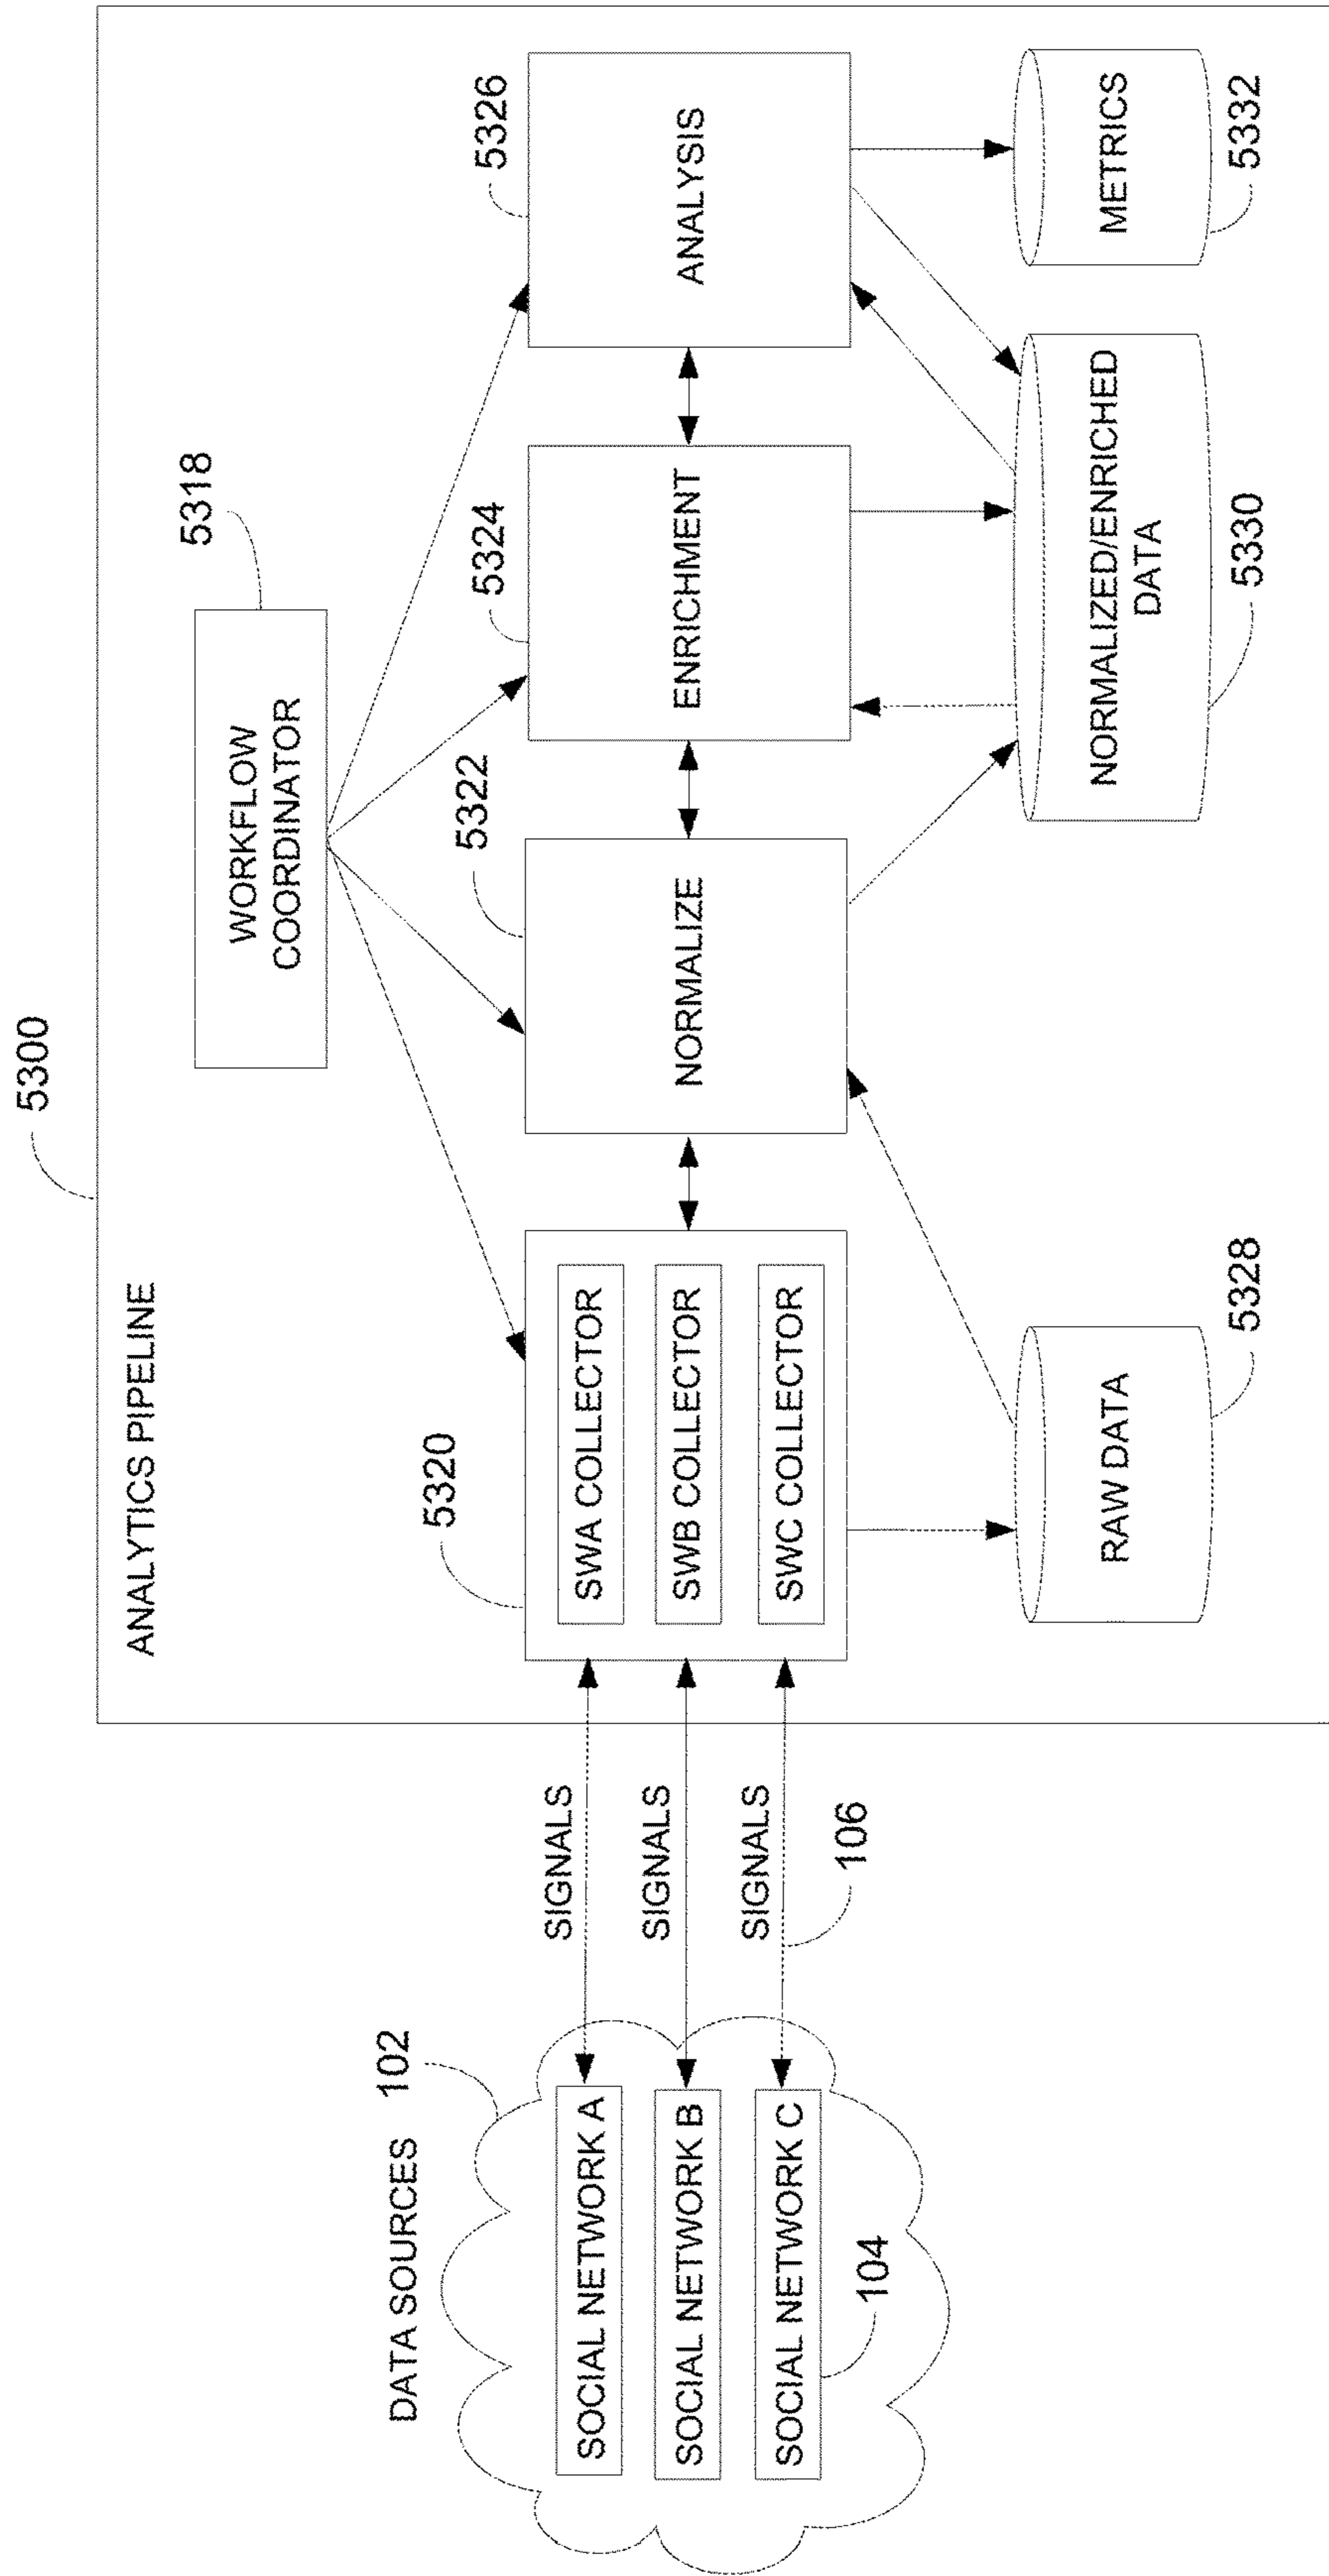 5300
ANALYTICS PIPELINE
WORKFLOW
COORDINATOR
5318
DATA SOURCES
102
SOCIAL NETWORK A
SOCIAL NETWORK B
SOCIAL NETWORK C
104
SIGNALS
SIGNALS
SIGNALS
106
5320
SWA COLLECTOR
SWB COLLECTOR
SWC COLLECTOR
5322
NORMALIZE
5324
ENRICHMENT
5326
ANALYSIS
RAW DATA
5328
NORMALIZED/ENRICHED
DATA
5330
METRICS
5332